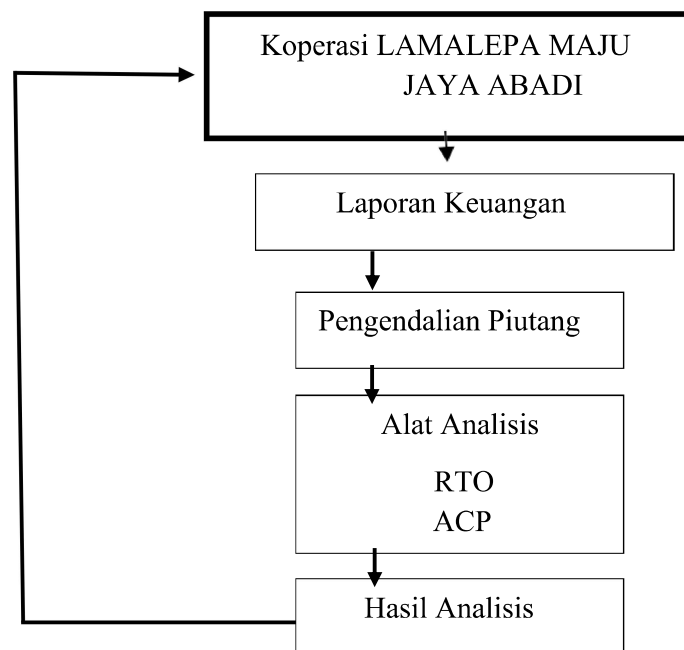 Koperasi LAMALEPA MAJU
JAYA ABADI
Laporan Keuangan
Pengendalian Piutang
Alat Analisis
RTO
ACP
Hasil Analisis